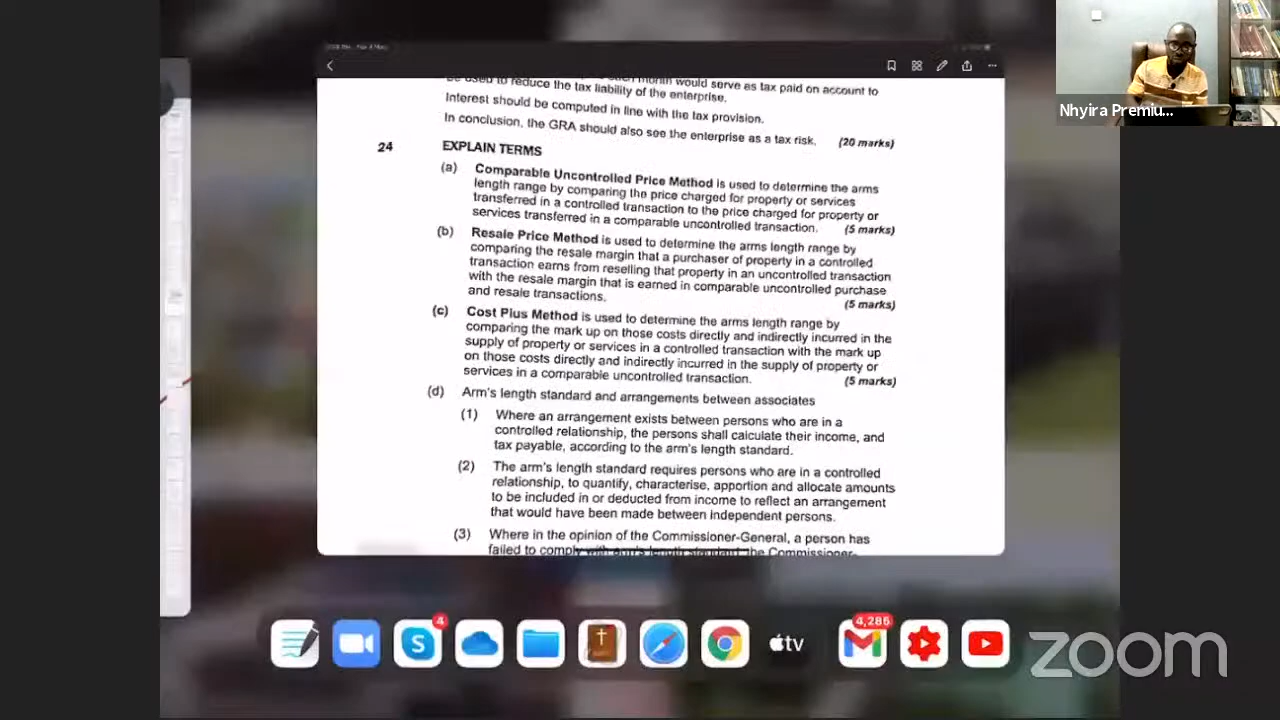 be used to reduce the tax liability of the enterprise.
month would serve as tax paid on account to
Interest should be computed in line with the tax provision.
In conclusion, the GRA should also see the enterprise as a tax risk. (20 marks)
24 EXPLAIN TERMS
(a) Comparable Uncontrolled Price Method is used to determine the arms
length range by comparing the price charged for property or services
transferred in a controlled transaction to the price charged for property or
services transferred in a comparable uncontrolled transaction. (5 marks)
(b) Resale Price Method is used to determine the arms length range by
comparing the resale margin that a purchaser of property in a controlled
transaction earns from reselling that property in an uncontrolled transaction
with the resale margin that is earned in comparable uncontrolled purchase
and resale transactions. (5 marks)
(c) Cost Plus Method is used to determine the arms length range by
comparing the mark up on those costs directly and indirectly incurred in the
supply of property or services in a controlled transaction with the mark up
on those costs directly and indirectly incurred in the supply of property or
services in a comparable uncontrolled transaction. (5 marks)
(d) Arm's length standard and arrangements between associates
(1) Where an arrangement exists between persons who are in a
controlled relationship, the persons shall calculate their income, and
tax payable, according to the arm's length standard.
(2) The arm's length standard requires persons who are in a controlled
relationship, to quantify, characterise, apportion and allocate amounts
to be included in or deducted from income to reflect an arrangement
that would have been made between independent persons.
(3) Where in the opinion of the Commissioner-General, a person has
failed to comply with arm's length standard, the Commissioner-
Nhyira Premiu...
4
S
tv
4,286
zoom